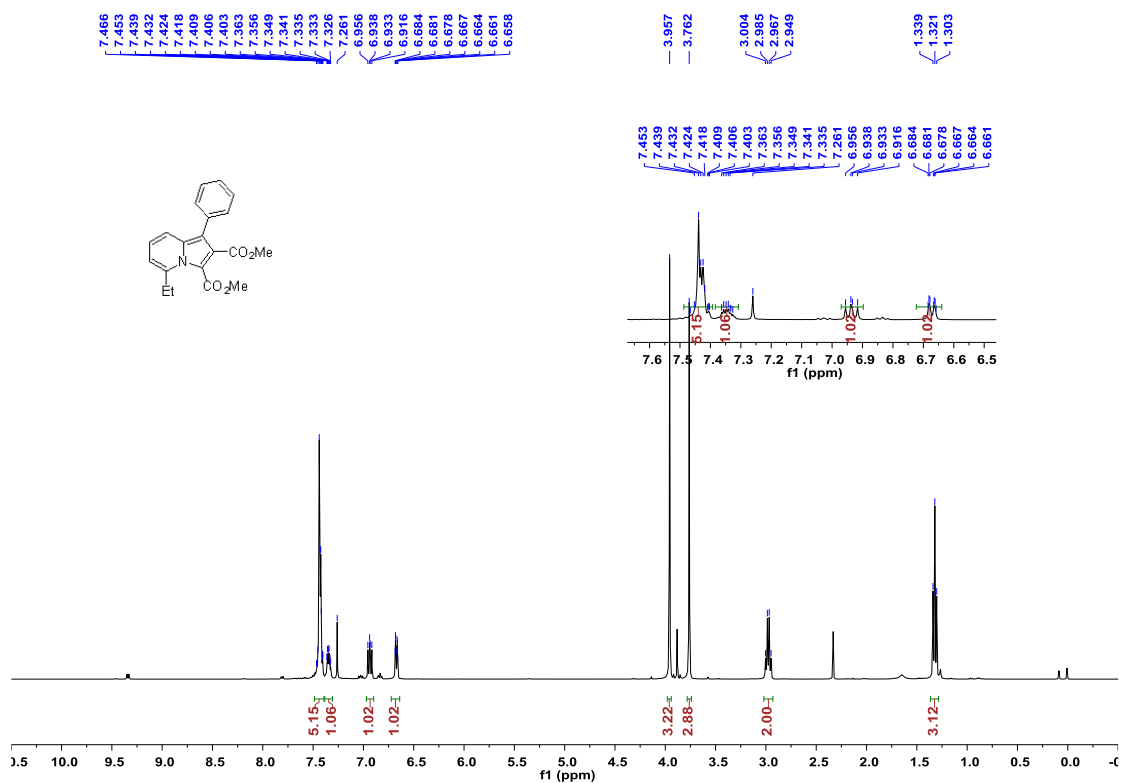 7.466 7.453 7.439 7.432 7.424 7.418 7.409 7.406 7.403 7.363 7.356 7.349 7.341 7.335 7.333 7.326 7.261 6.956 6.938 6.933 6.916 6.684 6.681 6.678 6.667 6.664 6.661 6.658 3.957 3.762 3.004 2.985 2.967 2.949 1.339 1.321 1.303
7.453 7.439 7.432 7.424 7.418 7.409 7.406 7.403 7.363 7.356 7.349 7.341 7.335 7.261 6.956 6.938 6.933 6.916 6.684 6.681 6.678 6.667 6.664 6.661
CO2Me
N
CO2Me
Et
5.15 1.06 1.02 1.02
7.6 7.5 7.4 7.3 7.2 7.1 7.0 6.9 6.8 6.7 6.6 6.5
f1 (ppm)
5.15 1.06 1.02 1.02 3.22 2.88 2.00 3.12
0.5 10.0 9.5 9.0 8.5 8.0 7.5 7.0 6.5 6.0 5.5 5.0 4.5 4.0 3.5 3.0 2.5 2.0 1.5 1.0 0.5 0.0 -0
f1 (ppm)